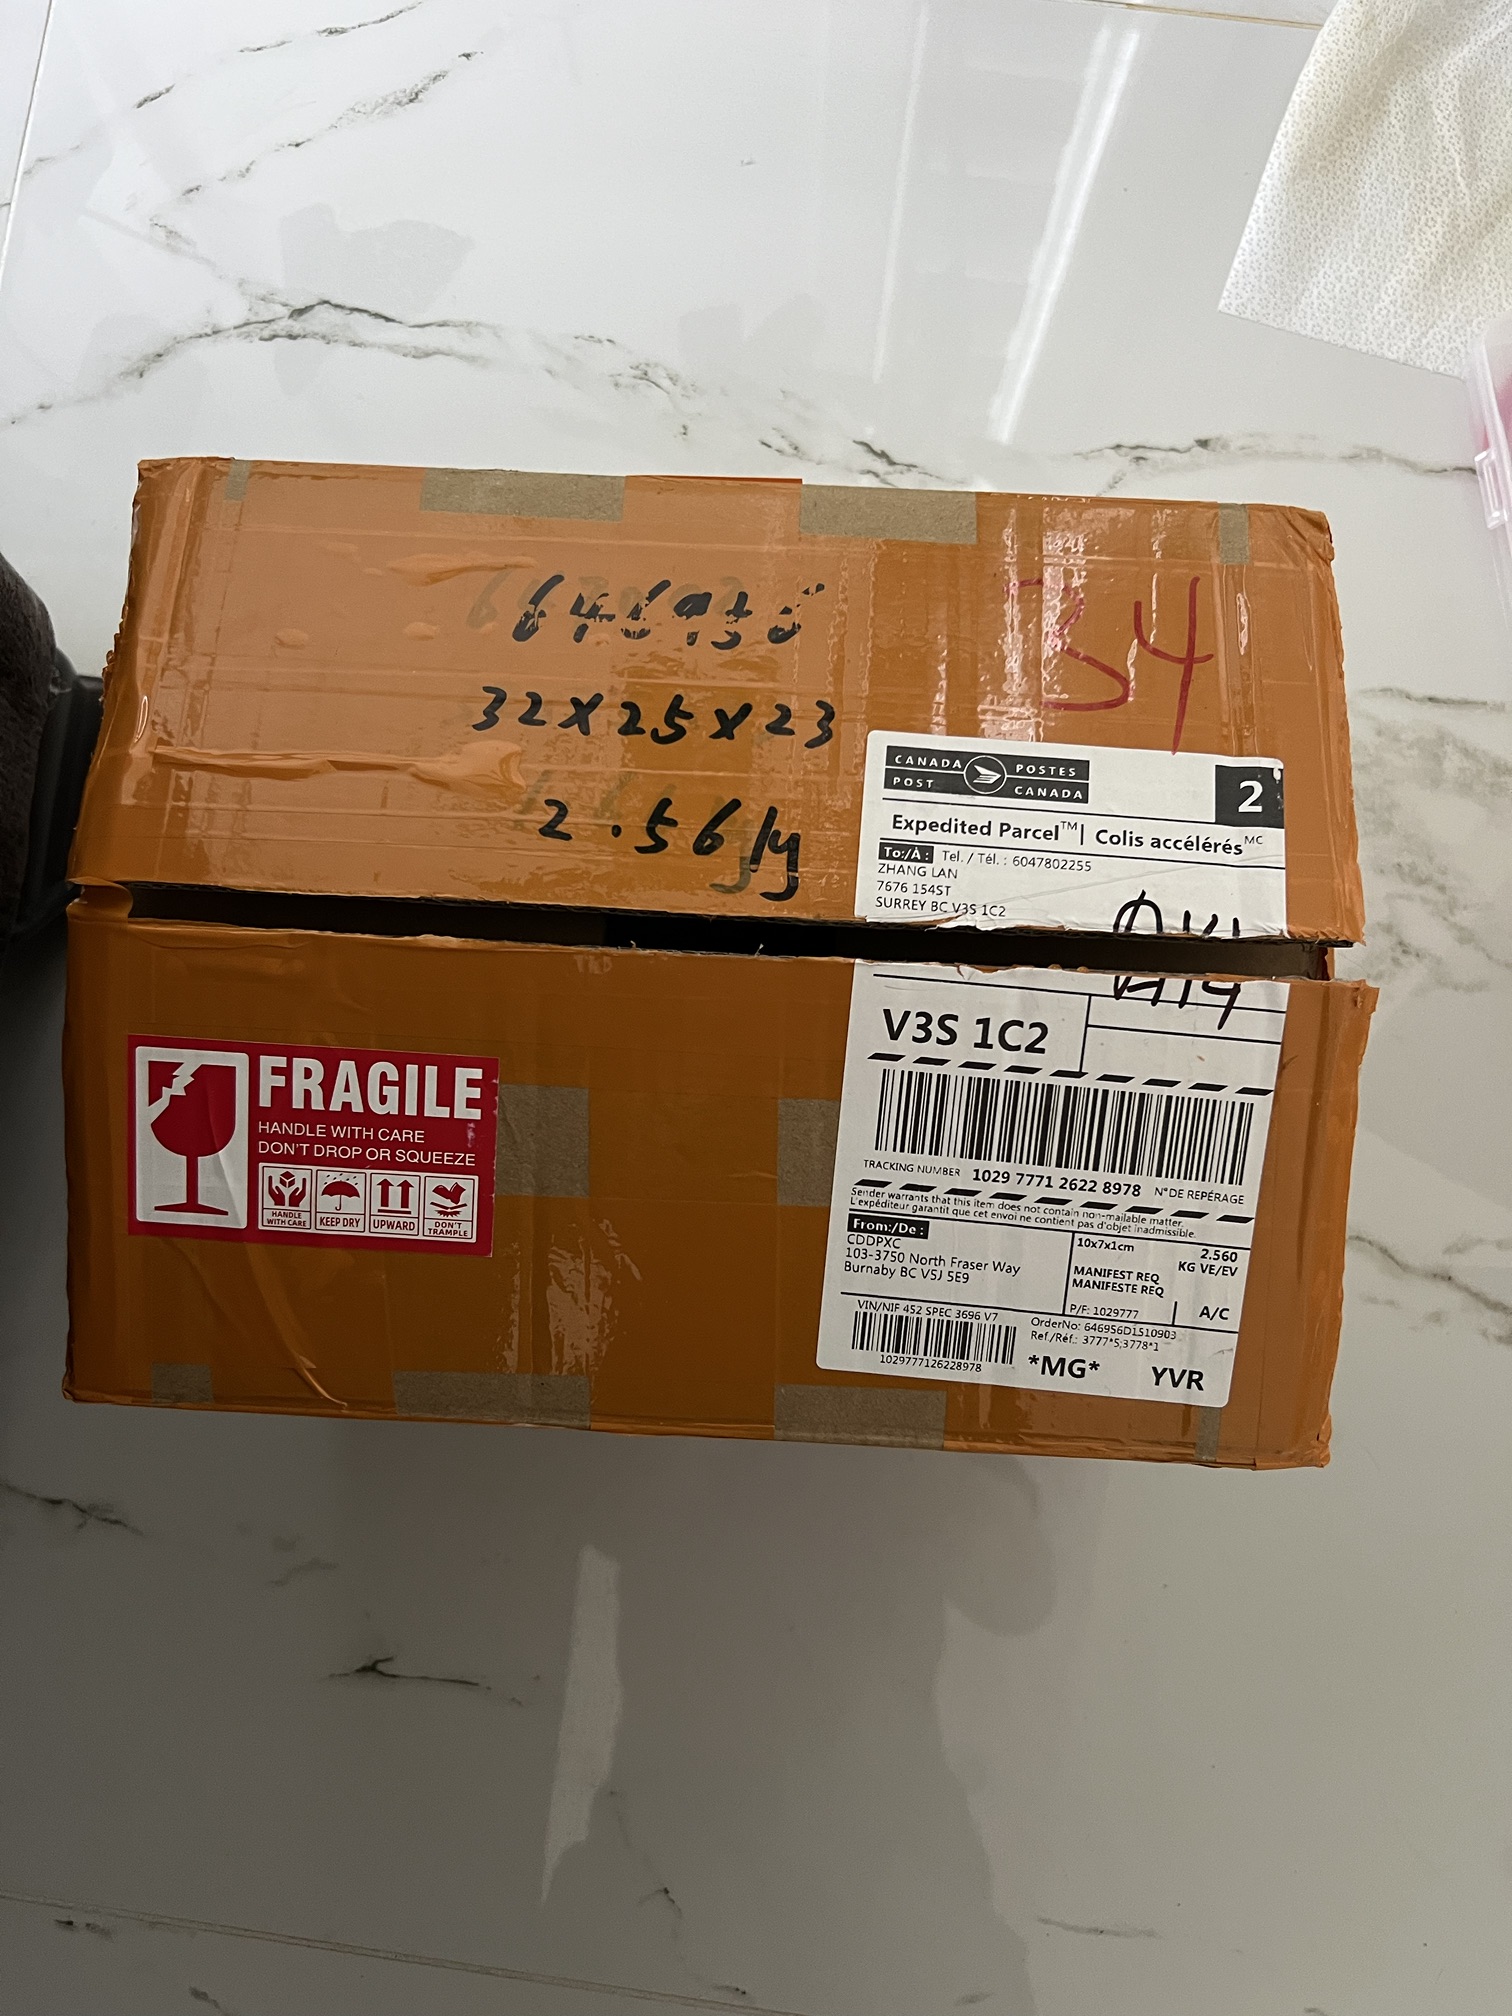 32x25x23
2.56
34
CANADA POST
POSTES CANADA
2
Expedited Parcel™ | Colis accélérés MC
To:/À : Tel. / Tél. : 6047802255
ZHANG LAN
7676 154ST
SURREY BC V3S 1C2
V3S 1C2
TRACKING NUMBER 1029 7771 2622 8978 N° DE REPÉRAGE
Sender warrants that this item does not contain non-mailable matter.
L'expéditeur garantit que cet envoi ne contient pas d'objet inadmissible.
From:/De :
CDDPXC
103-3750 North Fraser Way
Burnaby BC V5J 5E9
10x7x1cm 2.560
KG VE/EV
MANIFEST REQ
MANIFESTE REQ
P/F: 1029777 A/C
VIN/NIF 452 SPEC 3696 V7
1029777126228978
OrderNo: 646956D1510903
Ref./Réf.: 3777*5,3778*1
*MG* YVR
FRAGILE
HANDLE WITH CARE
DON'T DROP OR SQUEEZE
HANDLE WITH CARE
KEEP DRY
UPWARD
DON'T TRAMPLE